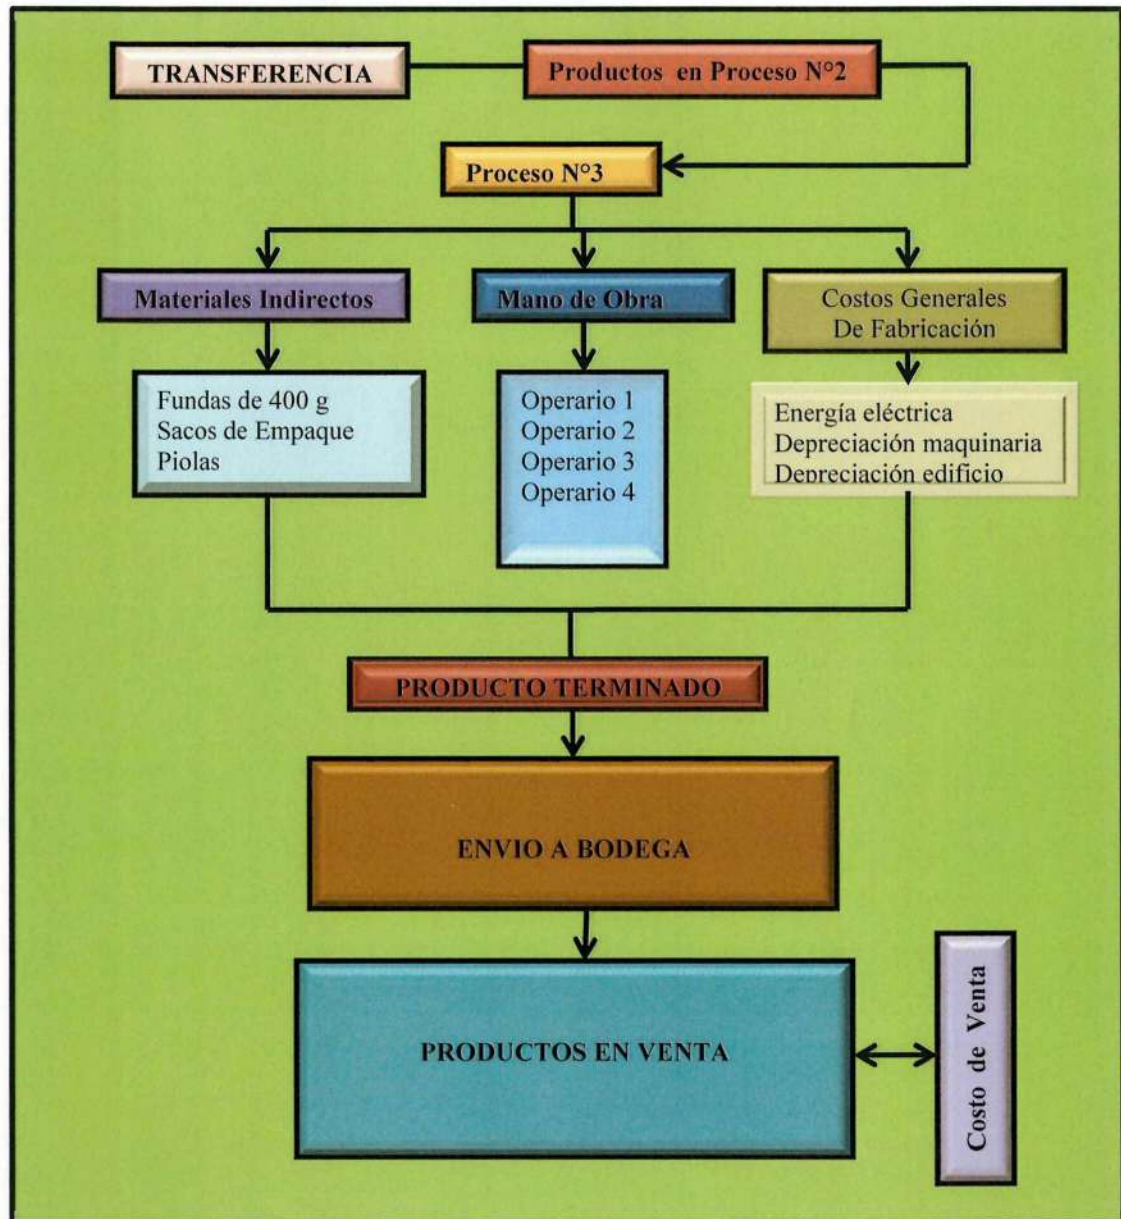 TRANSFERENCIA
Productos en Proceso N°2
Proceso N°3
Materiales Indirectos
Mano de Obra
Costos Generales
De Fabricación
Fundas de 400 g
Sacos de Empaque
Piolas
Operario 1
Operario 2
Operario 3
Operario 4
Energía eléctrica
Depreciación maquinaria
Depreciación edificio
PRODUCTO TERMINADO
ENVIO A BODEGA
PRODUCTOS EN VENTA
Costo de Venta